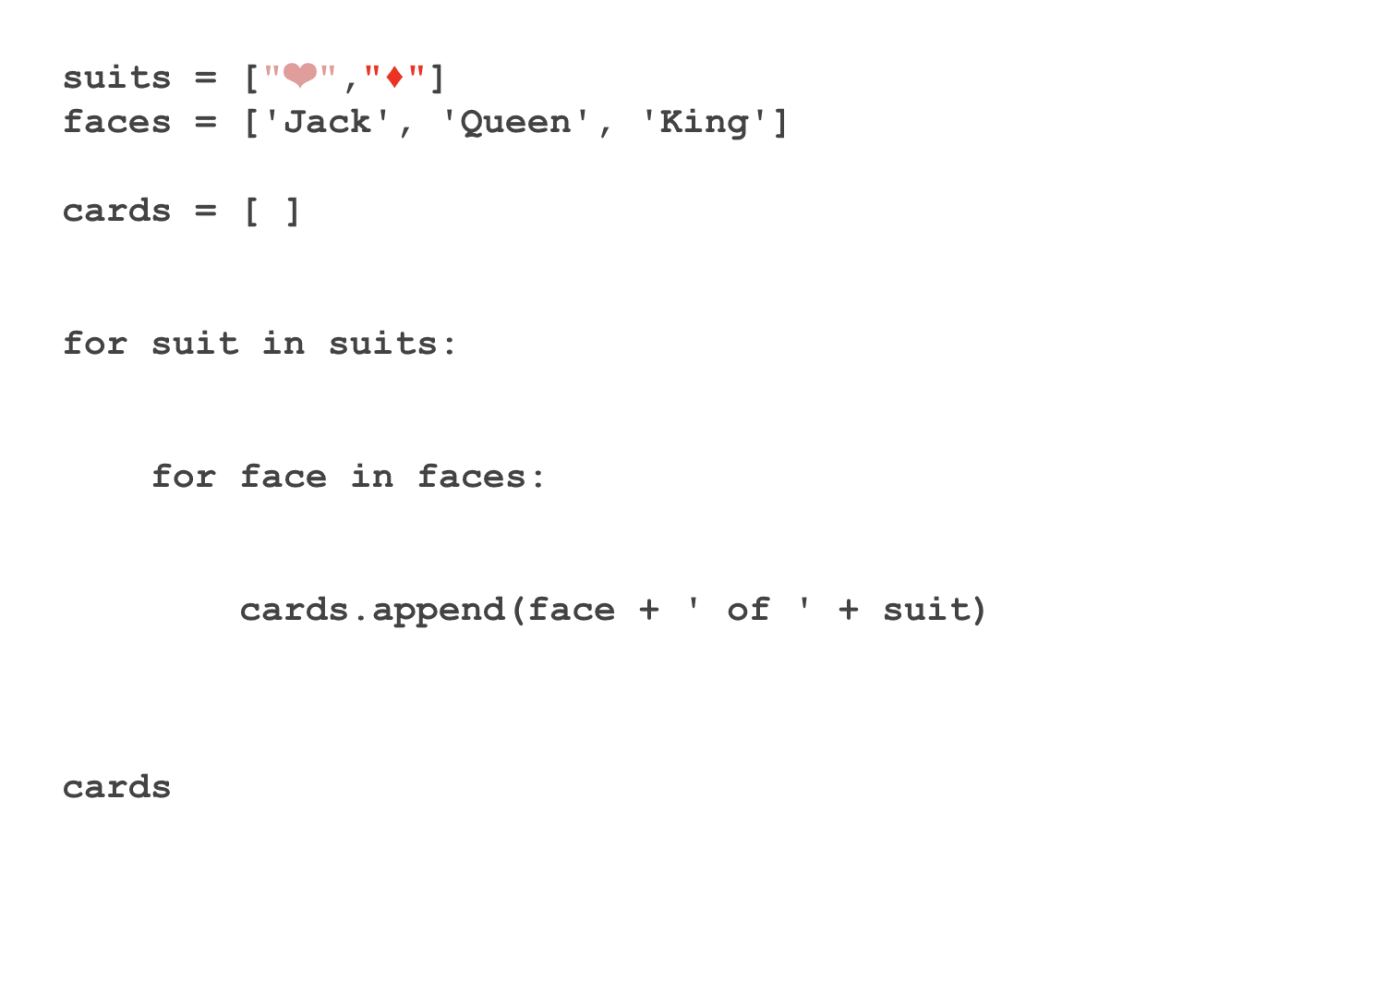 suits = ["❤","♦"]
faces = ['Jack', 'Queen', 'King']
cards = [ ]
for suit in suits:
    for face in faces:
        cards.append(face + ' of ' + suit)
cards